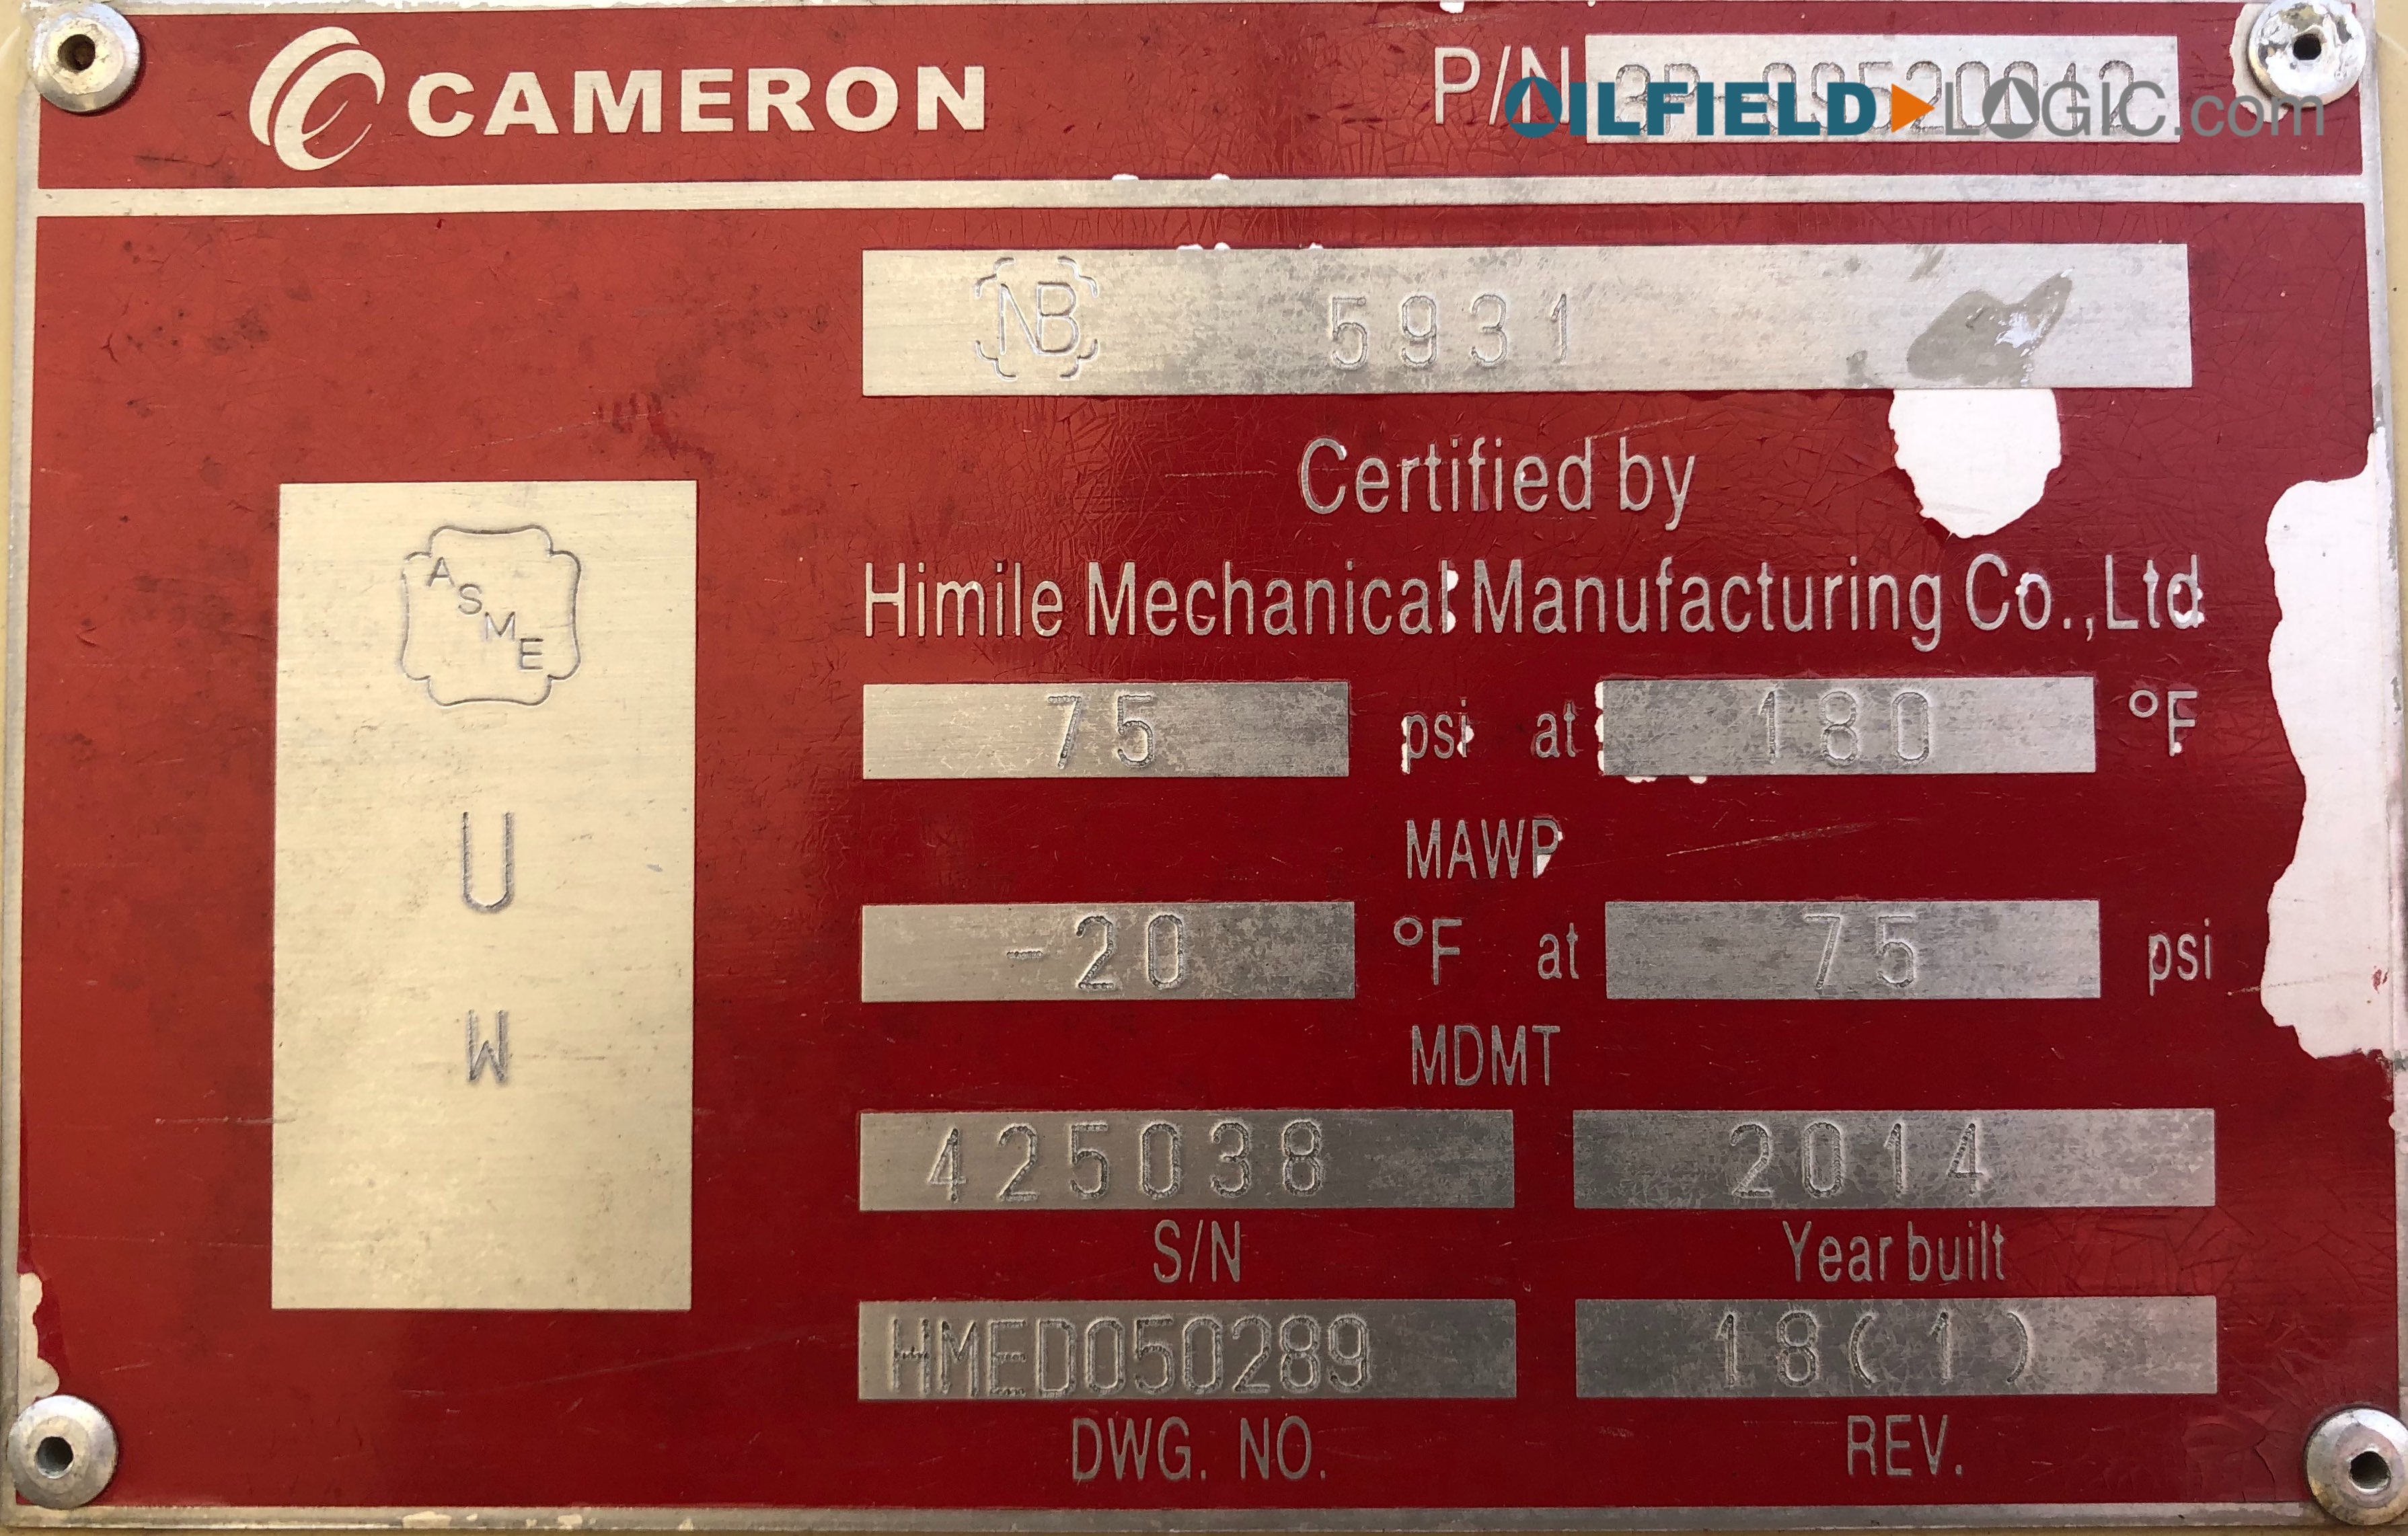 CAMERON
P/N
OILFIELD LOGIC.com
NB 5931
Certified by
Himile Mechanical Manufacturing Co.,Ltd
ASME
U
W
75 psi at 180 °F
MAWP
-20 °F at 75 psi
MDMT
425038 2014
S/N Year built
HMED050289 18(1)
DWG. NO. REV.